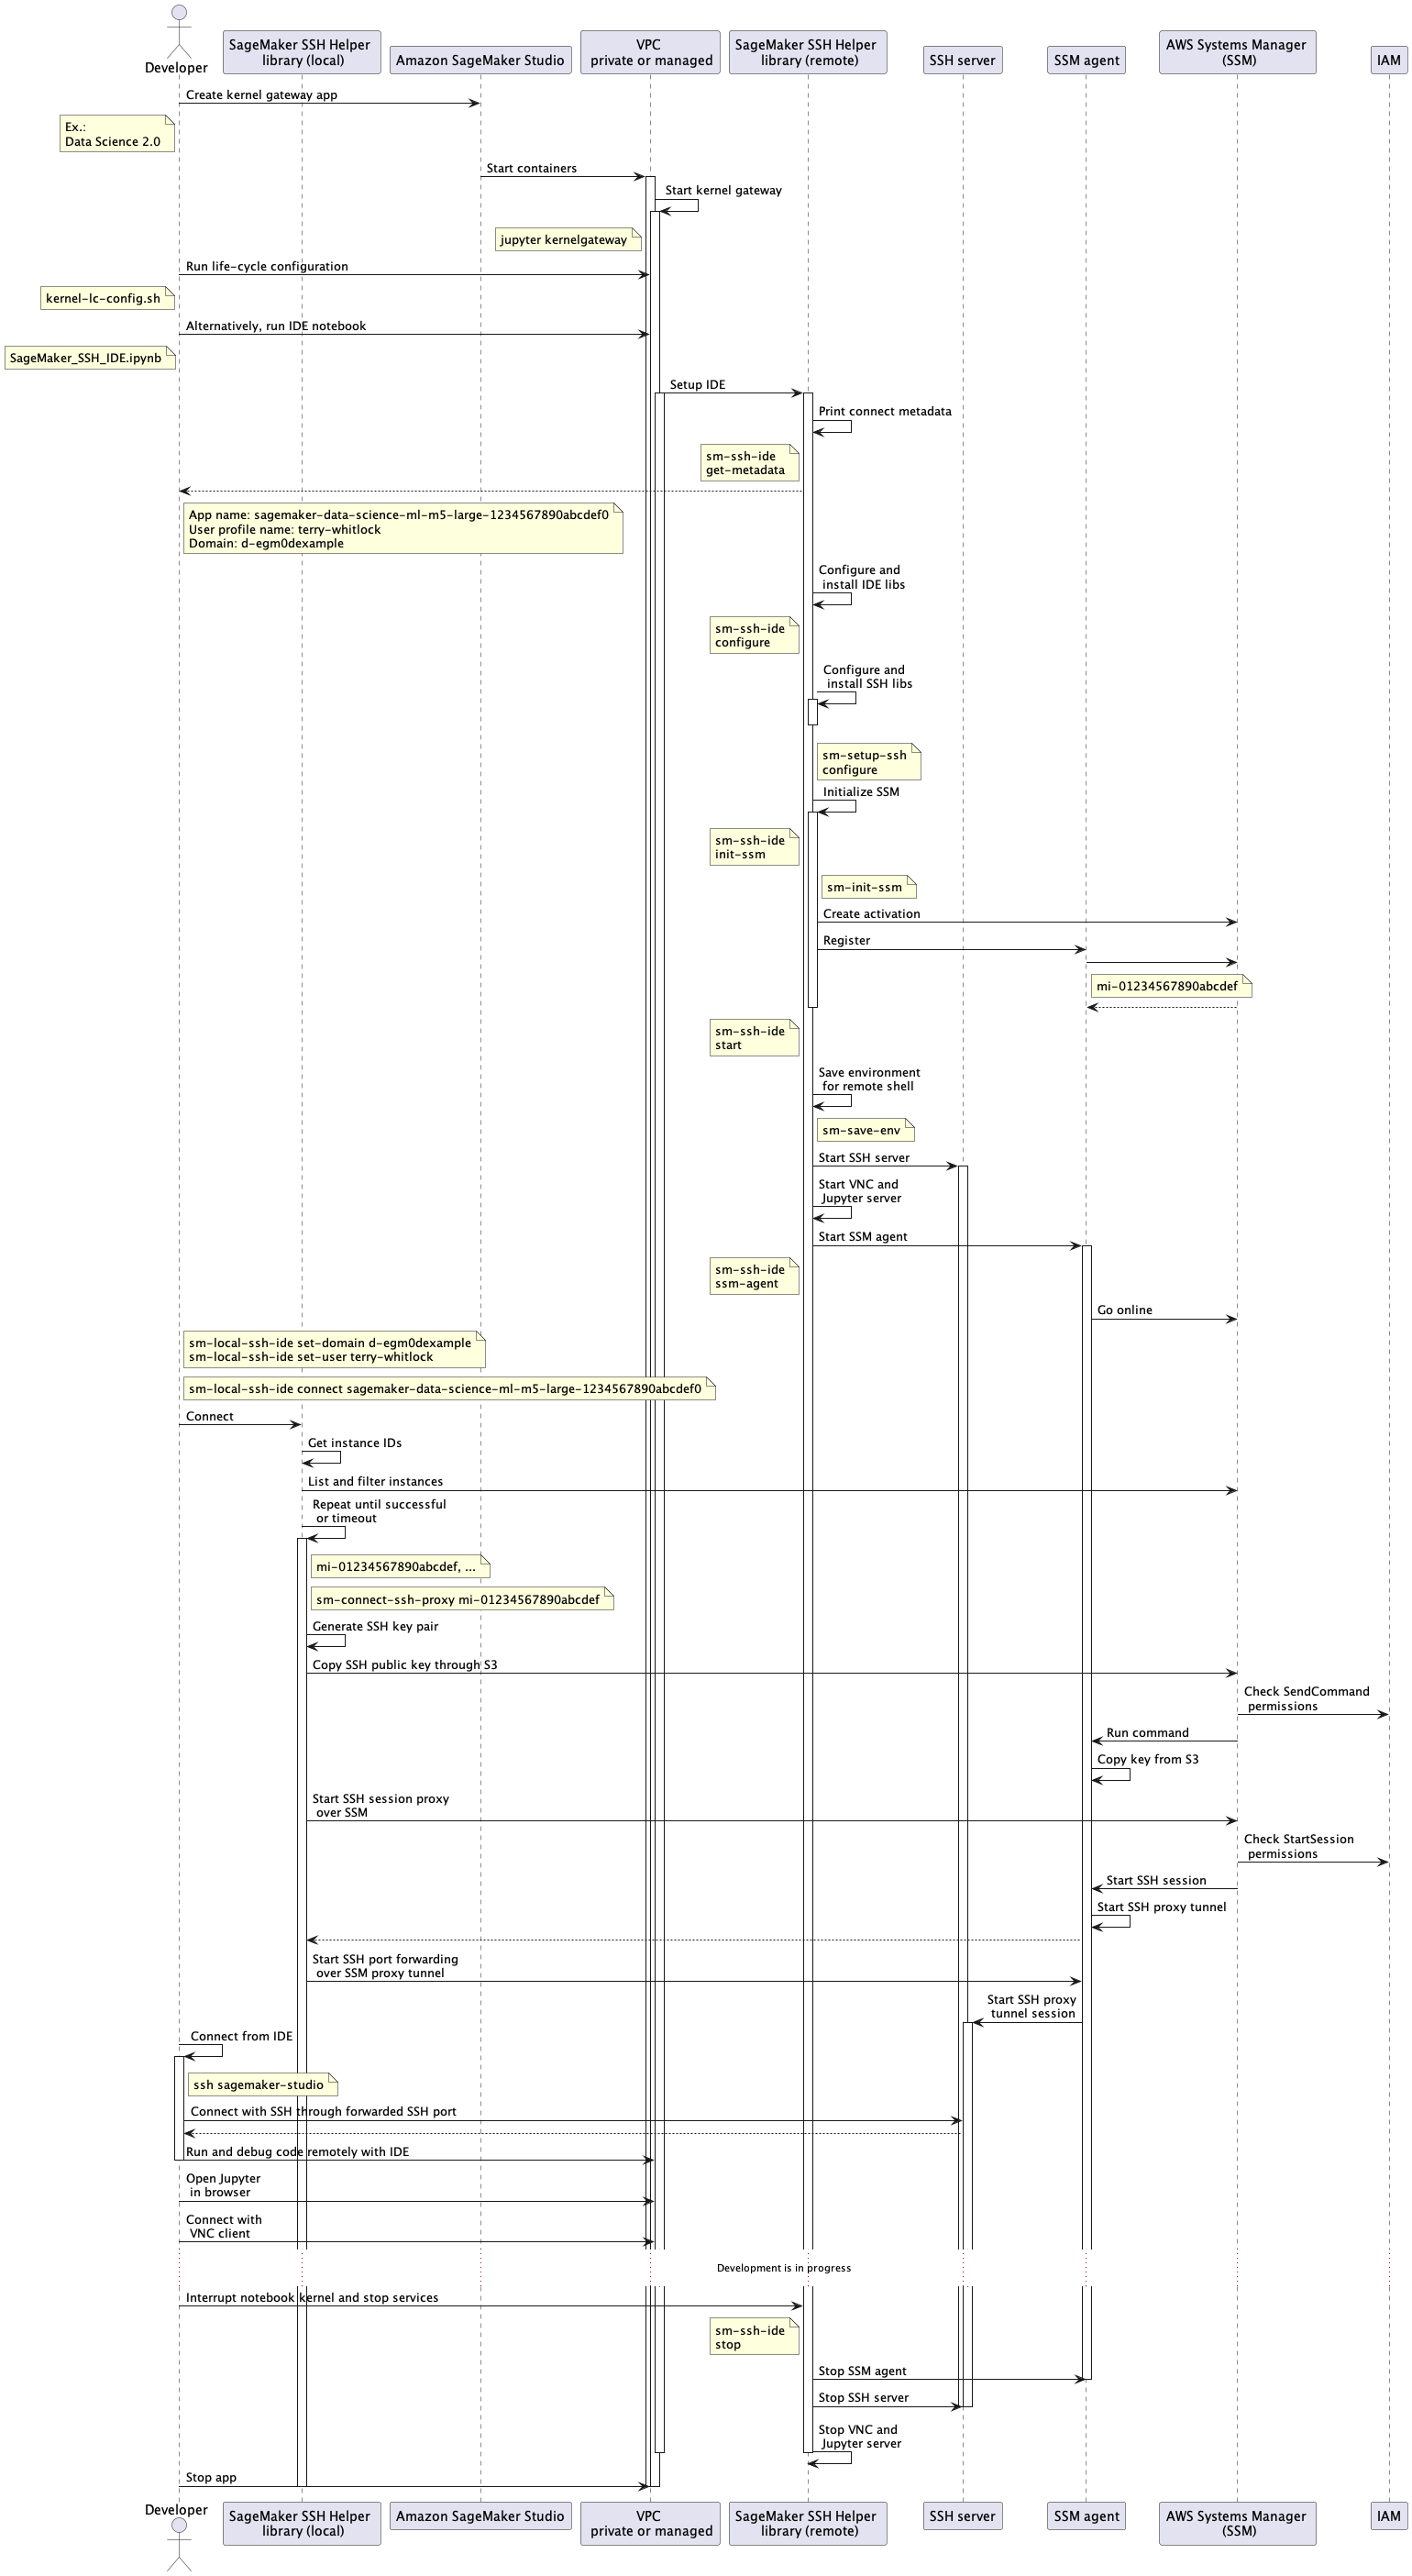 Developer
SageMaker SSH Helper
library (local)
Amazon SageMaker Studio
VPC
private or managed
SageMaker SSH Helper
library (remote)
SSH server
SSM agent
AWS Systems Manager
(SSM)
IAM
Create kernel gateway app
Ex.:
Data Science 2.0
Start containers
Start kernel gateway
jupyter kernelgateway
Run life-cycle configuration
kernel-lc-config.sh
Alternatively, run IDE notebook
SageMaker_SSH_IDE.ipynb
Setup IDE
Print connect metadata
sm-ssh-ide
get-metadata
App name: sagemaker-data-science-ml-m5-large-1234567890abcdef0
User profile name: terry-whitlock
Domain: d-egm0dexample
Configure and
install IDE libs
sm-ssh-ide
configure
Configure and
install SSH libs
sm-setup-ssh
configure
Initialize SSM
sm-ssh-ide
init-ssm
sm-init-ssm
Create activation
Register
mi-01234567890abcdef
sm-ssh-ide
start
Save environment
for remote shell
sm-save-env
Start SSH server
Start VNC and
Jupyter server
Start SSM agent
sm-ssh-ide
ssm-agent
Go online
sm-local-ssh-ide set-domain d-egm0dexample
sm-local-ssh-ide set-user terry-whitlock
sm-local-ssh-ide connect sagemaker-data-science-ml-m5-large-1234567890abcdef0
Connect
Get instance IDs
List and filter instances
Repeat until successful
or timeout
mi-01234567890abcdef, ...
sm-connect-ssh-proxy mi-01234567890abcdef
Generate SSH key pair
Copy SSH public key through S3
Check SendCommand
permissions
Run command
Copy key from S3
Start SSH session proxy
over SSM
Check StartSession
permissions
Start SSH session
Start SSH proxy tunnel
Start SSH port forwarding
over SSM proxy tunnel
Start SSH proxy
tunnel session
Connect from IDE
ssh sagemaker-studio
Connect with SSH through forwarded SSH port
Run and debug code remotely with IDE
Open Jupyter
in browser
Connect with
VNC client
Development is in progress
Interrupt notebook kernel and stop services
sm-ssh-ide
stop
Stop SSM agent
Stop SSH server
Stop VNC and
Jupyter server
Stop app
Developer
SageMaker SSH Helper
library (local)
Amazon SageMaker Studio
VPC
private or managed
SageMaker SSH Helper
library (remote)
SSH server
SSM agent
AWS Systems Manager
(SSM)
IAM